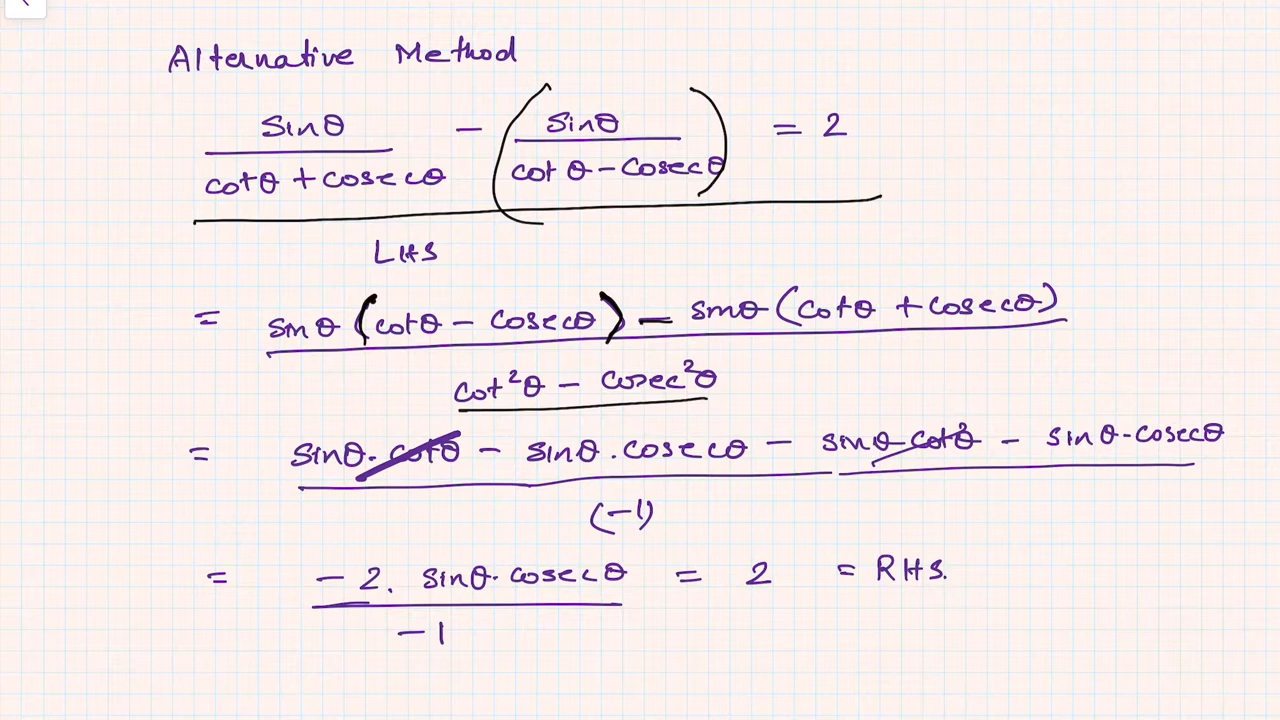 Alternative Method
sinθ / (cotθ + cosecθ) − (sinθ / (cotθ − cosecθ)) = 2
LHS
= (sinθ (cotθ − cosecθ) − sinθ (cotθ + cosecθ)) / (cot²θ − cosec²θ)
= (sinθ · cotθ − sinθ · cosecθ − sinθ cotθ − sinθ · cosecθ) / (−1)
= (−2 . sinθ · cosecθ) / −1 = 2 = RHS.